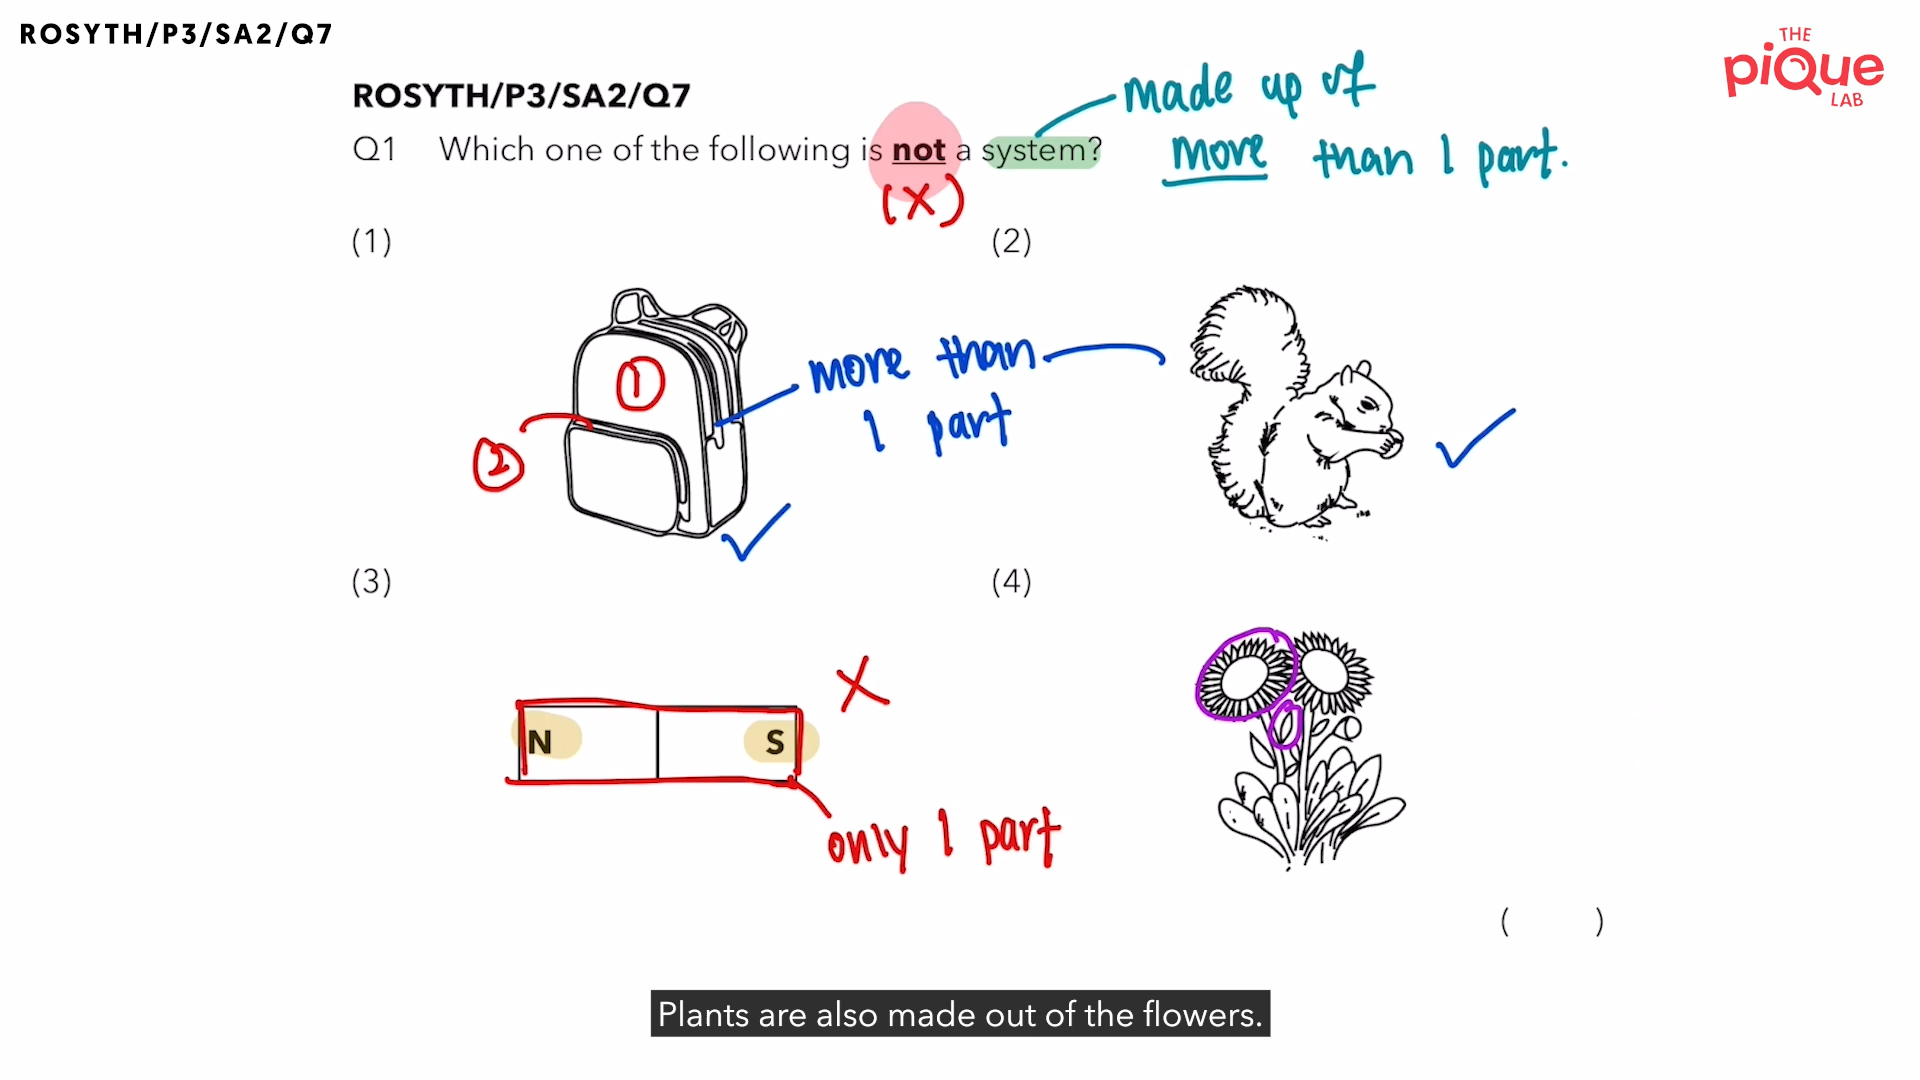 ROSYTH/P3/SA2/Q7
THE
piQue
LAB
ROSYTH/P3/SA2/Q7
made up of
Q1 Which one of the following is not a system?
more than 1 part.
(X)
(1)
(2)
1
more than
1 part
2
(3)
(4)
N S
only 1 part
( )
Plants are also made out of the flowers.